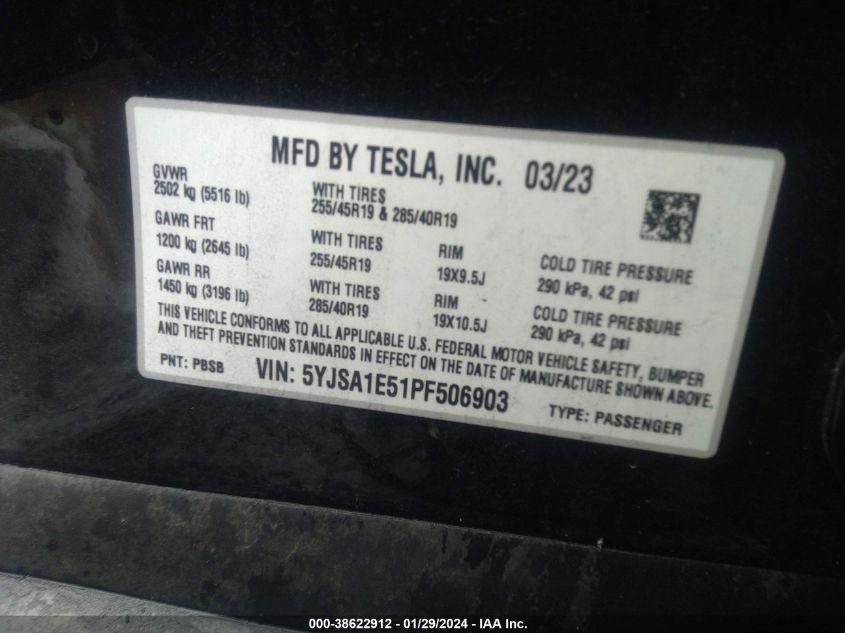 MFD BY TESLA, INC. 03/23
GVWR
2502 kg (5516 lb)
WITH TIRES
255/45R19 & 285/40R19
GAWR FRT
1200 kg (2645 lb)
WITH TIRES
255/45R19
RIM
19X9.5J
COLD TIRE PRESSURE
290 kPa, 42 psi
GAWR RR
1450 kg (3196 lb)
WITH TIRES
285/40R19
RIM
19X10.5J
COLD TIRE PRESSURE
290 kPa, 42 psi
THIS VEHICLE CONFORMS TO ALL APPLICABLE U.S. FEDERAL MOTOR VEHICLE SAFETY, BUMPER
AND THEFT PREVENTION STANDARDS IN EFFECT ON THE DATE OF MANUFACTURE SHOWN ABOVE.
PNT: PBSB VIN: 5YJSA1E51PF506903 TYPE: PASSENGER
000-38622912 - 01/29/2024 - IAA Inc.